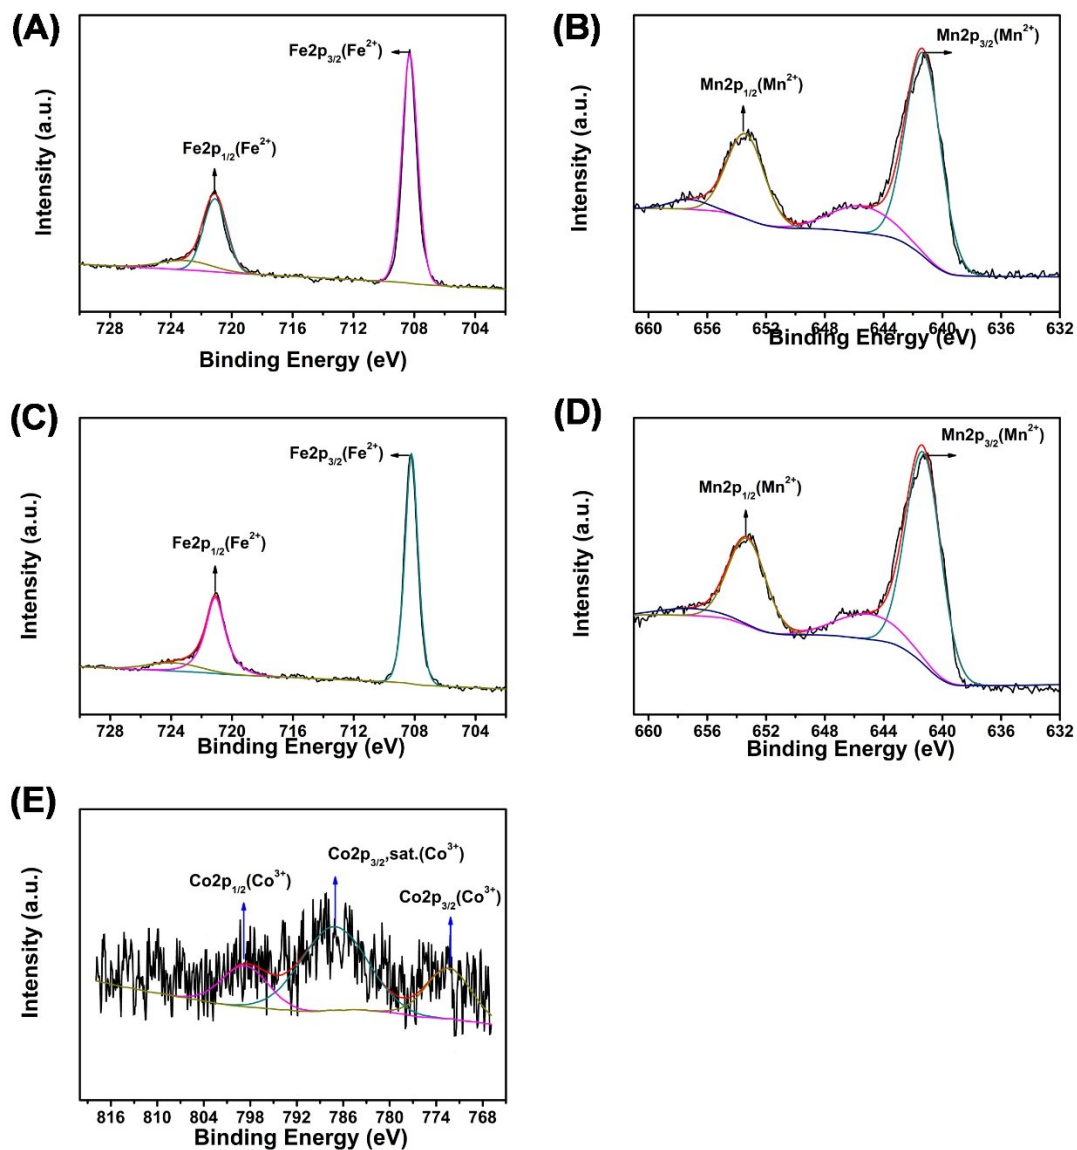 (A)
Fe2p3/2(Fe2+)
Fe2p1/2(Fe2+)
Intensity (a.u.)
728 724 720 716 712 708 704
Binding Energy (eV)
(B)
Mn2p3/2(Mn2+)
Mn2p1/2(Mn2+)
Intensity (a.u.)
660 656 652 648 644 640 636 632
Binding Energy (eV)
(C)
Fe2p3/2(Fe2+)
Fe2p1/2(Fe2+)
Intensity (a.u.)
728 724 720 716 712 708 704
Binding Energy (eV)
(D)
Mn2p3/2(Mn2+)
Mn2p1/2(Mn2+)
Intensity (a.u.)
660 656 652 648 644 640 636 632
Binding Energy (eV)
(E)
Co2p3/2,sat.(Co3+)
Co2p1/2(Co3+)
Co2p3/2(Co3+)
Intensity (a.u.)
816 810 804 798 792 786 780 774 768
Binding Energy (eV)